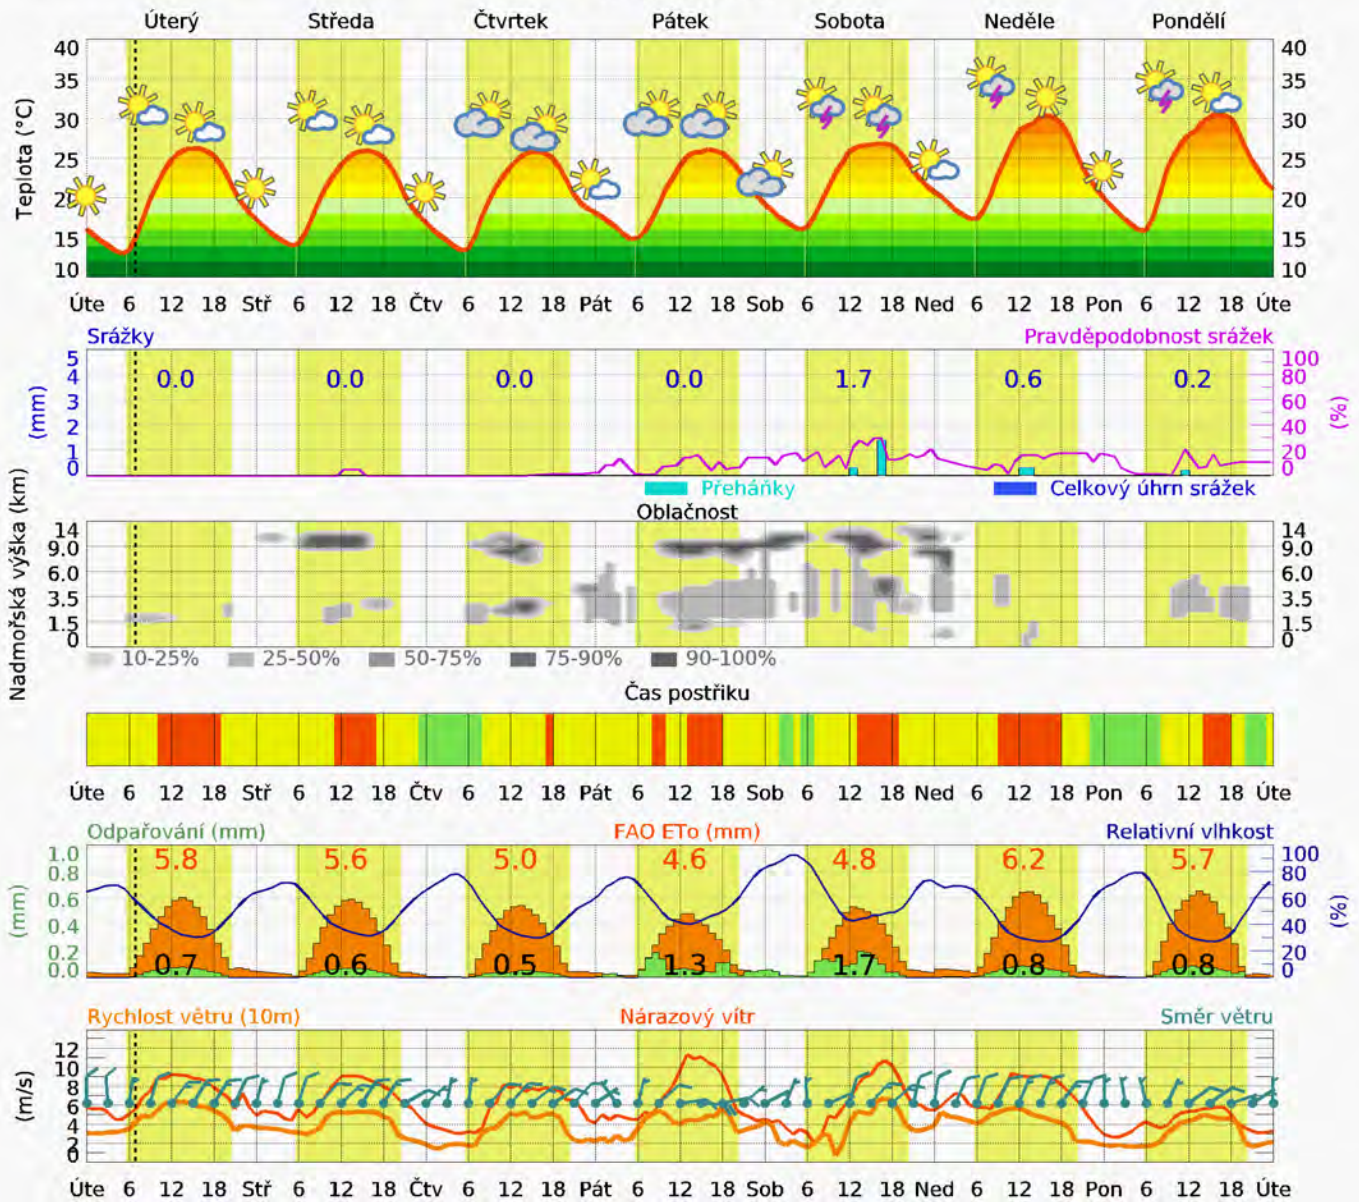 Úterý Středa Čtvrtek Pátek Sobota Neděle Pondělí
Teplota (°C)
40 40
35 35
30 30
25 25
20 20
15 15
10 10
Úte 6 12 18 Stř 6 12 18 Čtv 6 12 18 Pát 6 12 18 Sob 6 12 18 Ned 6 12 18 Pon 6 12 18 Úte
Srážky Pravděpodobnost srážek
(mm) (%)
5 100
4 0.0 0.0 0.0 0.0 1.7 0.6 0.2 80
3 60
2 40
1 20
0 0
Přeháňky Celkový úhrn srážek
Oblačnost
Nadmořská výška (km)
14 14
9.0 9.0
6.0 6.0
3.5 3.5
1.5 1.5
0 0
10-25% 25-50% 50-75% 75-90% 90-100%
Čas postřiku
Úte 6 12 18 Stř 6 12 18 Čtv 6 12 18 Pát 6 12 18 Sob 6 12 18 Ned 6 12 18 Pon 6 12 18 Úte
Odpařování (mm) FAO ETo (mm) Relativní vlhkost
(mm) (%)
1.0 5.8 5.6 5.0 4.6 4.8 6.2 5.7 100
0.8 80
0.6 60
0.4 40
0.2 20
0.0 0.7 0.6 0.5 1.3 1.7 0.8 0.8 0
Rychlost větru (10m) Nárazový vítr Směr větru
(m/s)
12
10
8
6
4
2
0
Úte 6 12 18 Stř 6 12 18 Čtv 6 12 18 Pát 6 12 18 Sob 6 12 18 Ned 6 12 18 Pon 6 12 18 Úte